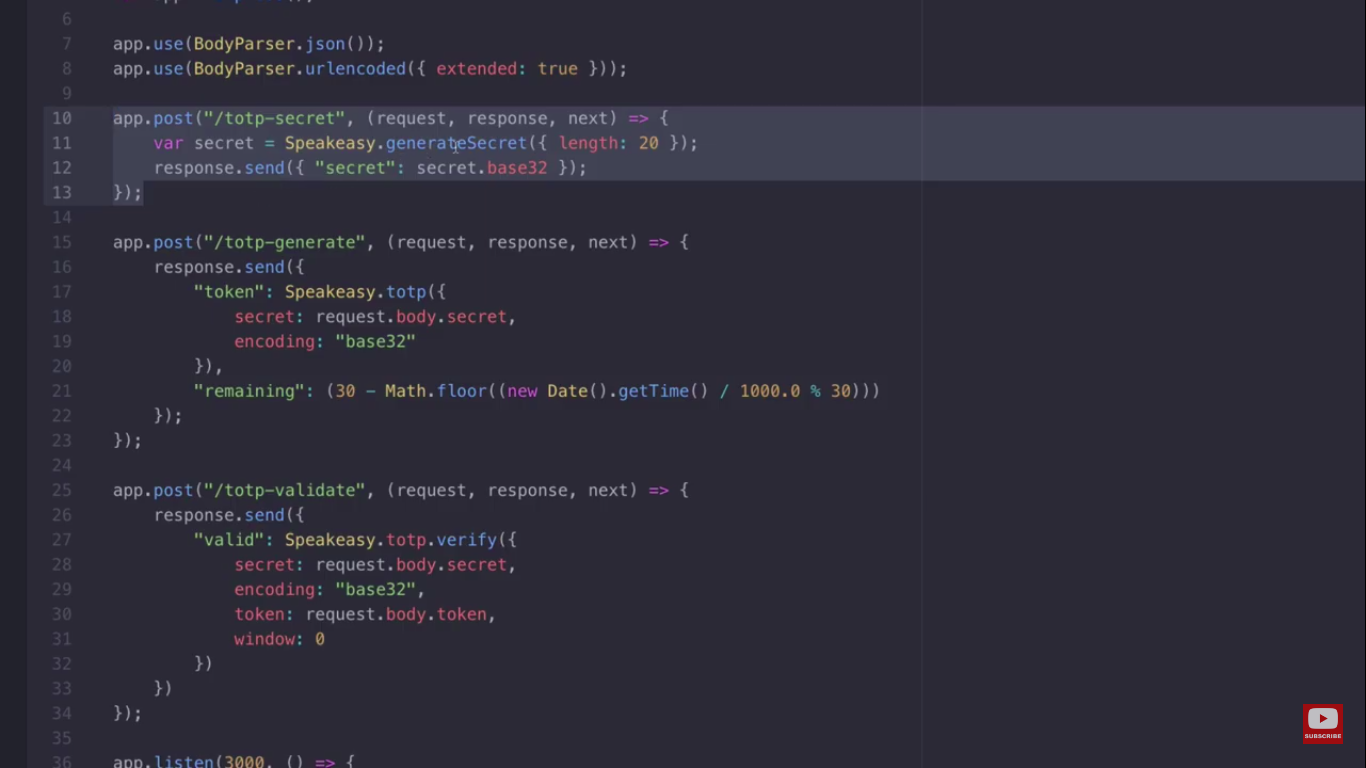 6
7 app.use(BodyParser.json());
8 app.use(BodyParser.urlencoded({ extended: true }));
9
10 app.post("/totp-secret", (request, response, next) => {
11 var secret = Speakeasy.generateSecret({ length: 20 });
12 response.send({ "secret": secret.base32 });
13 });
14
15 app.post("/totp-generate", (request, response, next) => {
16 response.send({
17 "token": Speakeasy.totp({
18 secret: request.body.secret,
19 encoding: "base32"
20 }),
21 "remaining": (30 - Math.floor((new Date().getTime() / 1000.0 % 30)))
22 });
23 });
24
25 app.post("/totp-validate", (request, response, next) => {
26 response.send({
27 "valid": Speakeasy.totp.verify({
28 secret: request.body.secret,
29 encoding: "base32",
30 token: request.body.token,
31 window: 0
32 })
33 })
34 });
35
36 app.listen(3000, () => {
SUBSCRIBE